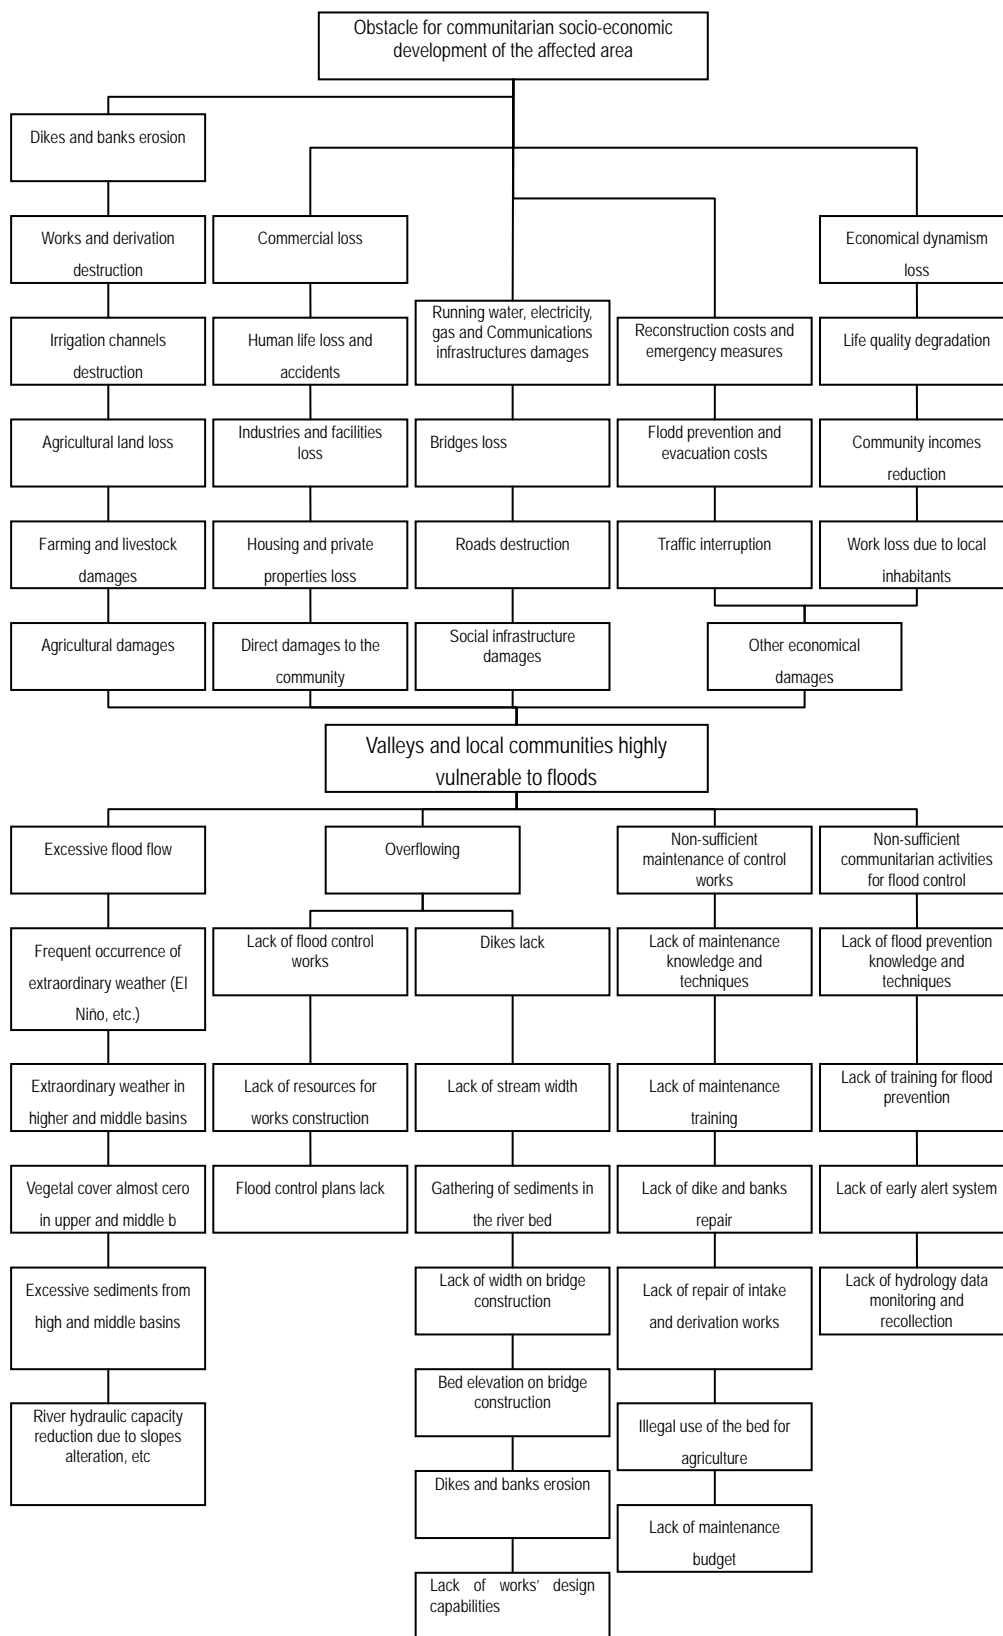 Obstacle for communitarian socio-economic
development of the affected area
Dikes and banks erosion
Works and derivation
destruction
Commercial loss
Economical dynamism
loss
Running water, electricity,
gas and Communications
infrastructures damages
Irrigation channels
destruction
Human life loss and
accidents
Reconstruction costs and
emergency measures
Life quality degradation
Agricultural land loss
Industries and facilities
loss
Bridges loss
Flodd prevention and
evacuation costs
Community incomes
reduction
Farming and livestock
damages
Housing and private
properties loss
Roads destruction
Traffic interruption
Work loss due to local
inhabitants
Agricultural damages
Direct damages to the
community
Social infrastructure
damages
Other economical
damages
Valleys and local communities highly
vulnerable to floods
Excessive flood flow
Overflowing
Non-sufficient
maintenance of control
works
Non-sufficient
communitarian activities
for flood control
Frequent occurrence of
extraordinary weather (El
Niño, etc.)
Lack of flood control
works
Dikes lack
Lack of maintenance
knowledge and
techniques
Lack of flood prevention
knowledge and
techniques
Extraordinary weather in
higher and middle basins
Lack of resources for
works construction
Lack of stream width
Lack of maintenance
training
Lack of training for flood
prevention
Vegetal cover almost cero
in upper and middle b
Flood control plans lack
Gathering of sediments in
the river bed
Lack of dike and banks
repair
Lack of early alert system
Excessive sediments from
high and middle basins
Lack of width on bridge
construction
Lack of repair of intake
and derivation works
Lack of hydrology data
monitoring and
recollection
River hydraulic capacity
reduction due to slopes
alteration, etc
Bed elevation on bridge
construction
Illegal use of the bed for
agriculture
Dikes and banks erosion
Lack of maintenance
budget
Lack of works' design
capabilities